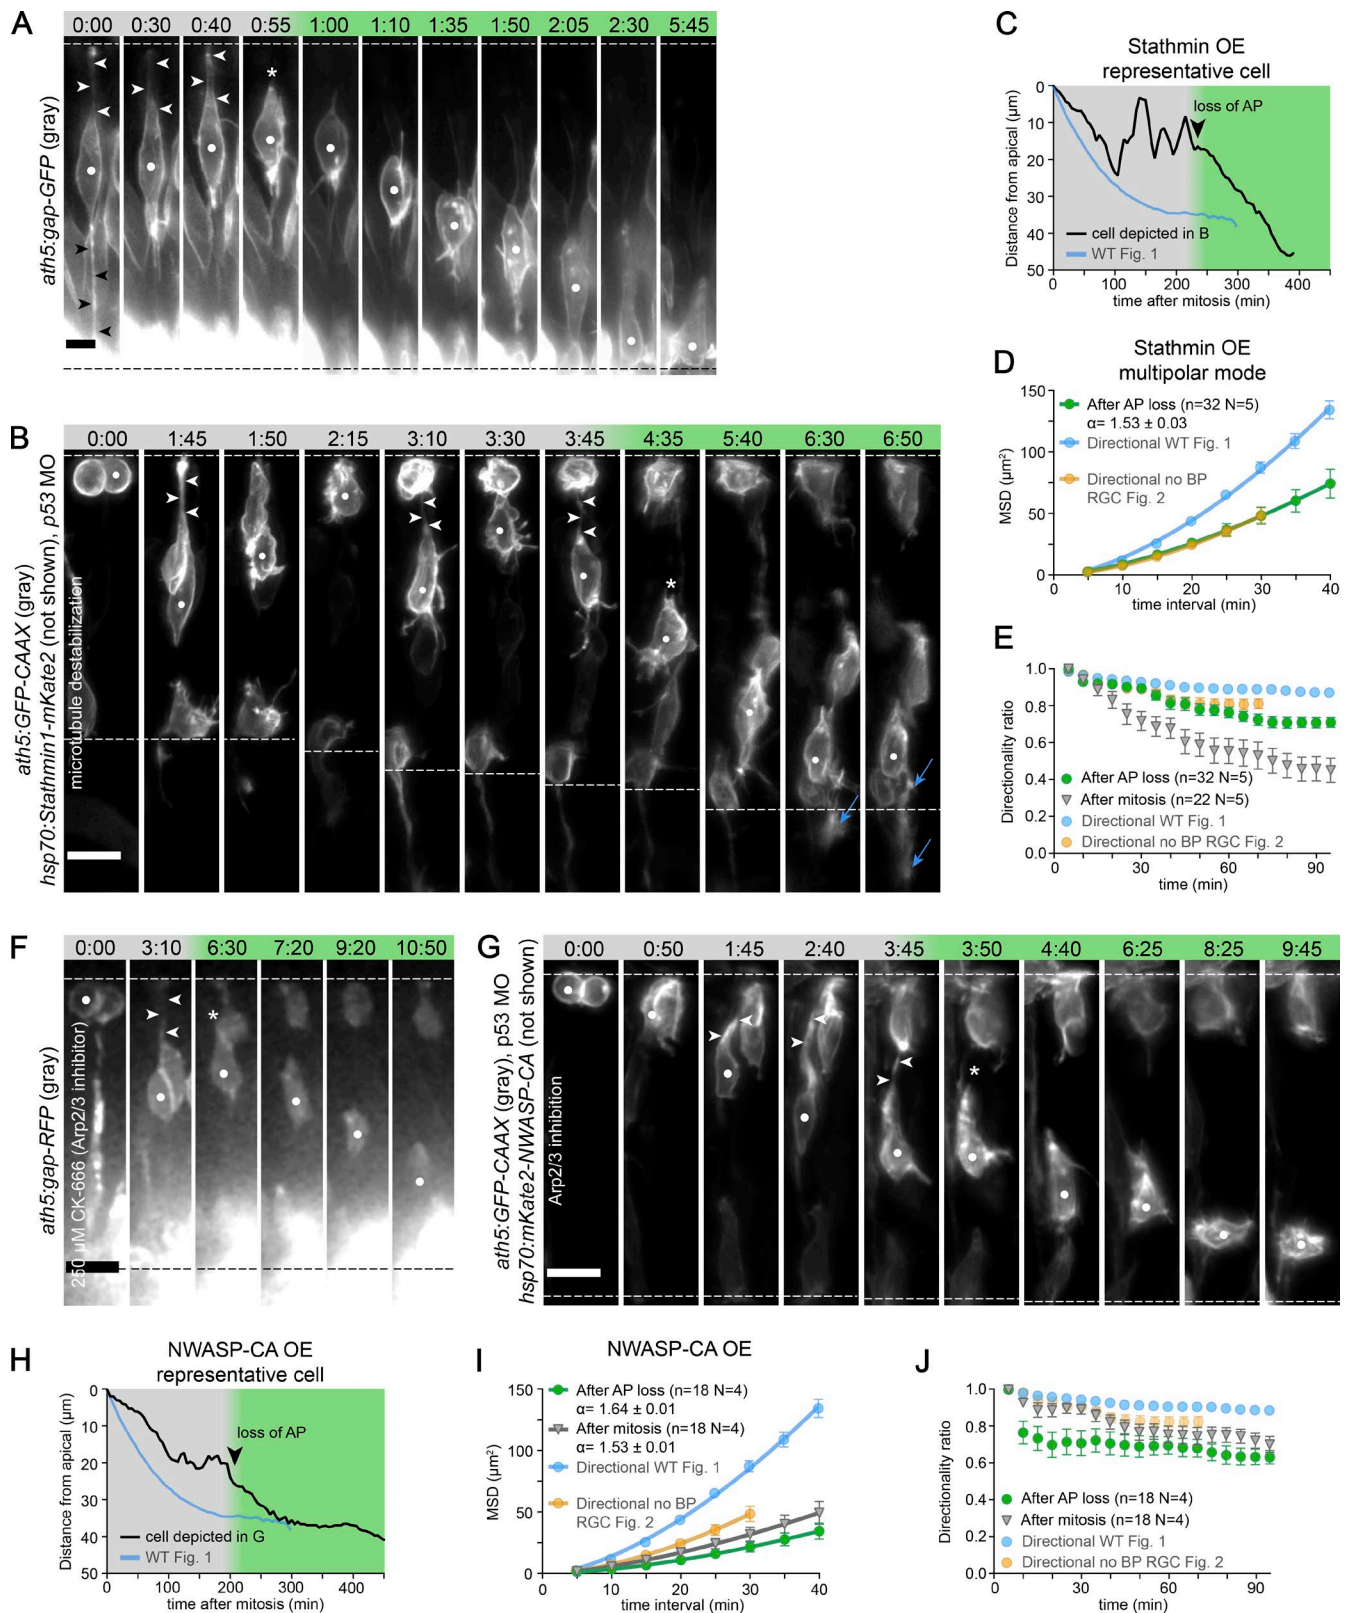 A
0:00 0:30 0:40 0:55 1:00 1:10 1:35 1:50 2:05 2:30 5:45
ath5:gap-GFP (gray)
*
B
0:00 1:45 1:50 2:15 3:10 3:30 3:45 4:35 5:40 6:30 6:50
ath5:GFP-CAAX (gray)
hsp70:Stathmin1-mKate2 (not shown), p53 MO
microtubule destabilization
*
C
Stathmin OE
representative cell
Distance from apical (µm)
0
10
20
30
40
50
loss of AP
cell depicted in B
WT Fig. 1
0 100 200 300 400
time after mitosis (min)
D
Stathmin OE
multipolar mode
MSD (µm²)
150
100
50
0
After AP loss (n=32 N=5)
α= 1.53 ± 0.03
Directional WT Fig. 1
Directional no BP
RGC Fig. 2
0 10 20 30 40
time interval (min)
E
Directionality ratio
1.0
0.8
0.6
0.4
0.2
0.0
After AP loss (n=32 N=5)
After mitosis (n=22 N=5)
Directional WT Fig. 1
Directional no BP RGC Fig. 2
0 30 60 90
time (min)
F
0:00 3:10 6:30 7:20 9:20 10:50
ath5:gap-RFP (gray)
250 µM CK-666 (Arp2/3 inhibitor)
*
G
0:00 0:50 1:45 2:40 3:45 3:50 4:40 6:25 8:25 9:45
ath5:GFP-CAAX (gray), p53 MO
hsp70:mKate2-NWASP-CA (not shown)
Arp2/3 inhibition
*
H
NWASP-CA OE
representative cell
Distance from apical (µm)
0
10
20
30
40
50
loss of AP
cell depicted in G
WT Fig. 1
0 100 200 300 400
time after mitosis (min)
I
NWASP-CA OE
MSD (µm²)
150
100
50
0
After AP loss (n=18 N=4)
α= 1.64 ± 0.01
After mitosis (n=18 N=4)
α= 1.53 ± 0.01
Directional WT Fig. 1
Directional no BP
RGC Fig. 2
0 10 20 30 40
time interval (min)
J
Directionality ratio
1.0
0.8
0.6
0.4
0.2
0.0
After AP loss (n=18 N=4)
After mitosis (n=18 N=4)
Directional WT Fig. 1
Directional no BP RGC Fig. 2
0 30 60 90
time (min)